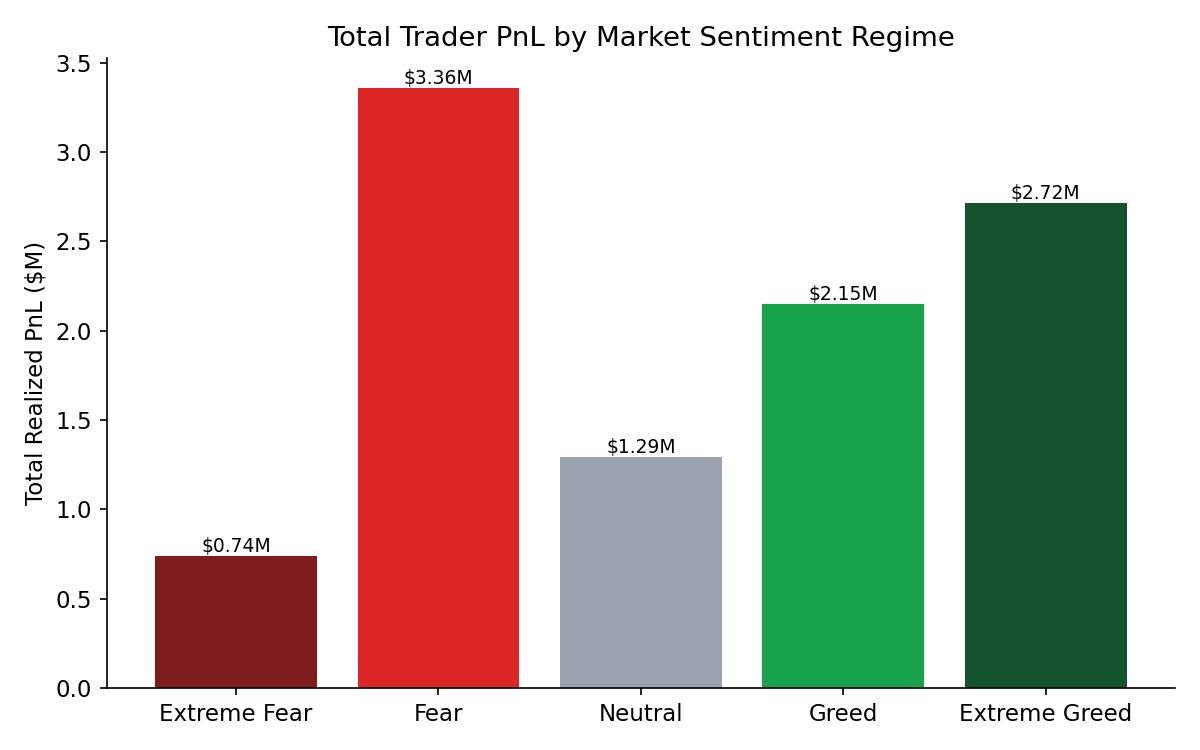 Total Trader PnL by Market Sentiment Regime
Total Realized PnL ($M)
3.5
3.0
2.5
2.0
1.5
1.0
0.5
0.0
$0.74M
$3.36M
$1.29M
$2.15M
$2.72M
Extreme Fear
Fear
Neutral
Greed
Extreme Greed